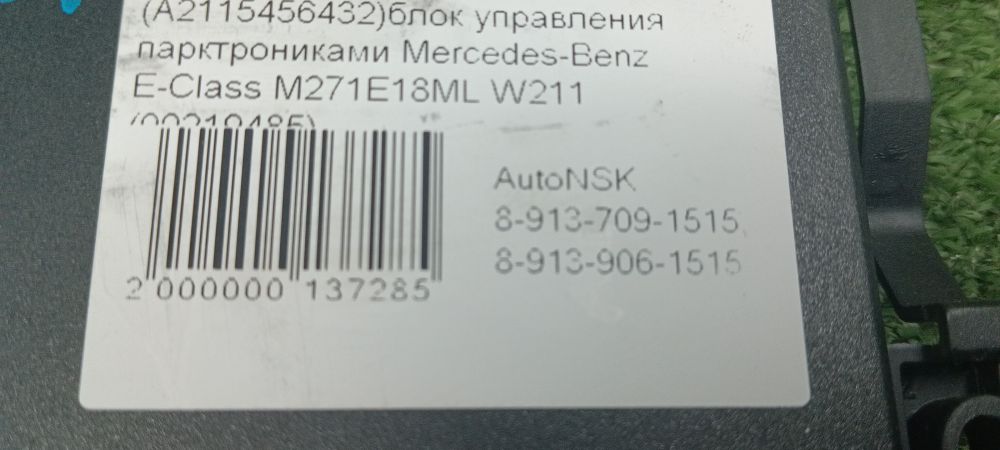 (A2115456432)блок управления
парктрониками Mercedes-Benz
E-Class M271E18ML W211
AutoNSK
8-913-709-1515,
8-913-906-1515
2 000000 137285